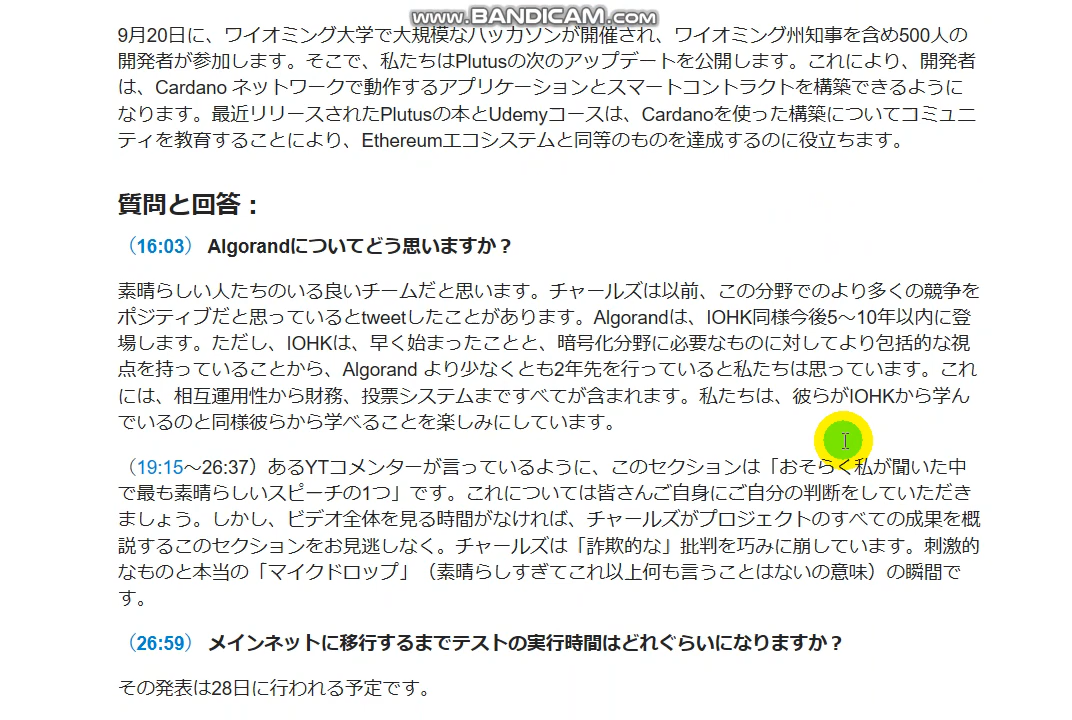 www.BANDICAM.com
9月20日に、ワイオミング大学で大規模なハッカソンが開催され、ワイオミング州知事を含め500人の
開発者が参加します。そこで、私たちはPlutusの次のアップデートを公開します。これにより、開発者
は、Cardano ネットワークで動作するアプリケーションとスマートコントラクトを構築できるように
なります。最近リリースされたPlutusの本とUdemyコースは、Cardanoを使った構築についてコミュニ
ティを教育することにより、Ethereumエコシステムと同等のものを達成するのに役立ちます。
質問と回答：
（16:03） Algorandについてどう思いますか？
素晴らしい人たちのいる良いチームだと思います。チャールズは以前、この分野でのより多くの競争を
ポジティブだと思っているとtweetしたことがあります。Algorandは、IOHK同様今後5〜10年以内に登
場します。ただし、IOHKは、早く始まったことと、暗号化分野に必要なものに対してより包括的な視
点を持っていることから、Algorand より少なくとも2年先を行っていると私たちは思っています。これ
には、相互運用性から財務、投票システムまですべてが含まれます。私たちは、彼らがIOHKから学ん
でいるのと同様彼らから学べることを楽しみにしています。
（19:15〜26:37）あるYTコメンターが言っているように、このセクションは「おそらく私が聞いた中
で最も素晴らしいスピーチの1つ」です。これについては皆さんご自身にご自分の判断をしていただき
ましょう。しかし、ビデオ全体を見る時間がなければ、チャールズがプロジェクトのすべての成果を概
説するこのセクションをお見逃しなく。チャールズは「詐欺的な」批判を巧みに崩しています。刺激的
なものと本当の「マイクドロップ」（素晴らしすぎてこれ以上何も言うことはないの意味）の瞬間で
す。
（26:59） メインネットに移行するまでテストの実行時間はどれぐらいになりますか？
その発表は28日に行われる予定です。